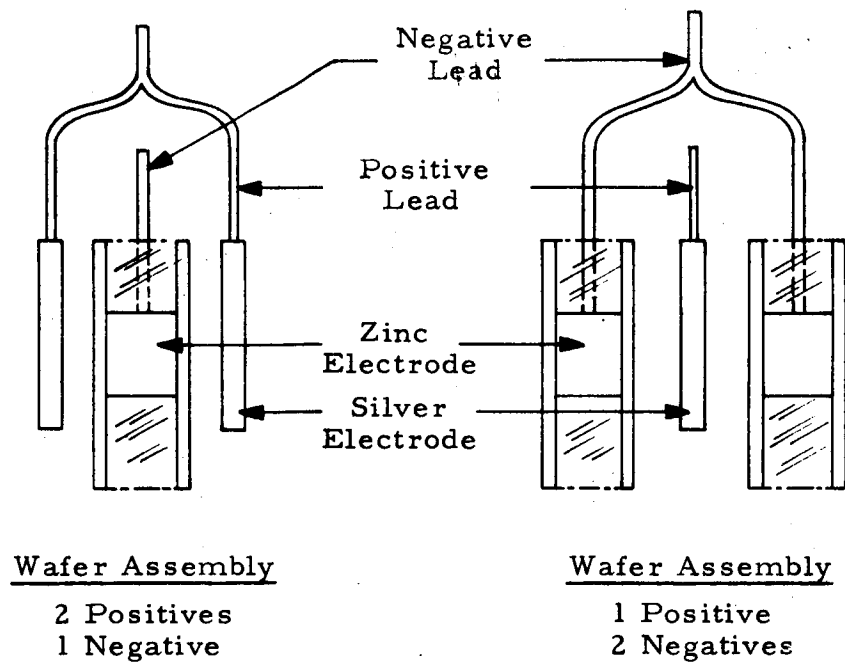 Negative
Lead
Positive
Lead
Zinc
Electrode
Silver
Electrode
Wafer Assembly
2 Positives
1 Negative
Wafer Assembly
1 Positive
2 Negatives